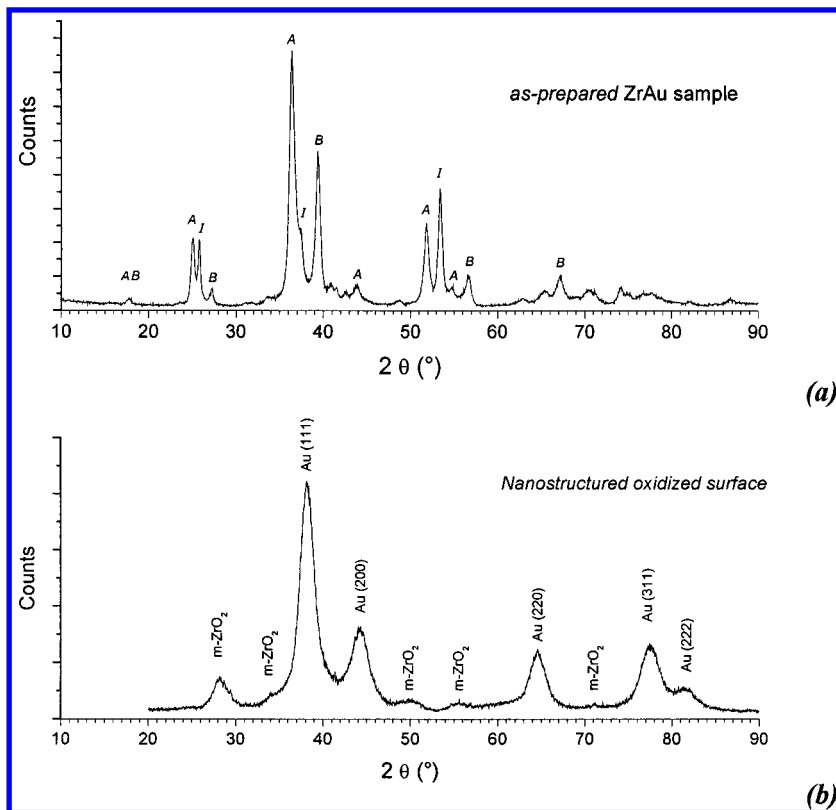 as-prepared ZrAu sample
Counts
A
B
I
I
A
I
A
B
A B
A
A
B
B
10 20 30 40 50 60 70 80 90
2 θ (°)
(a)
Nanostructured oxidized surface
Counts
m-ZrO₂
m-ZrO₂
Au (111)
Au (200)
m-ZrO₂
m-ZrO₂
Au (220)
m-ZrO₂
Au (311)
Au (222)
10 20 30 40 50 60 70 80 90
2 θ (°)
(b)